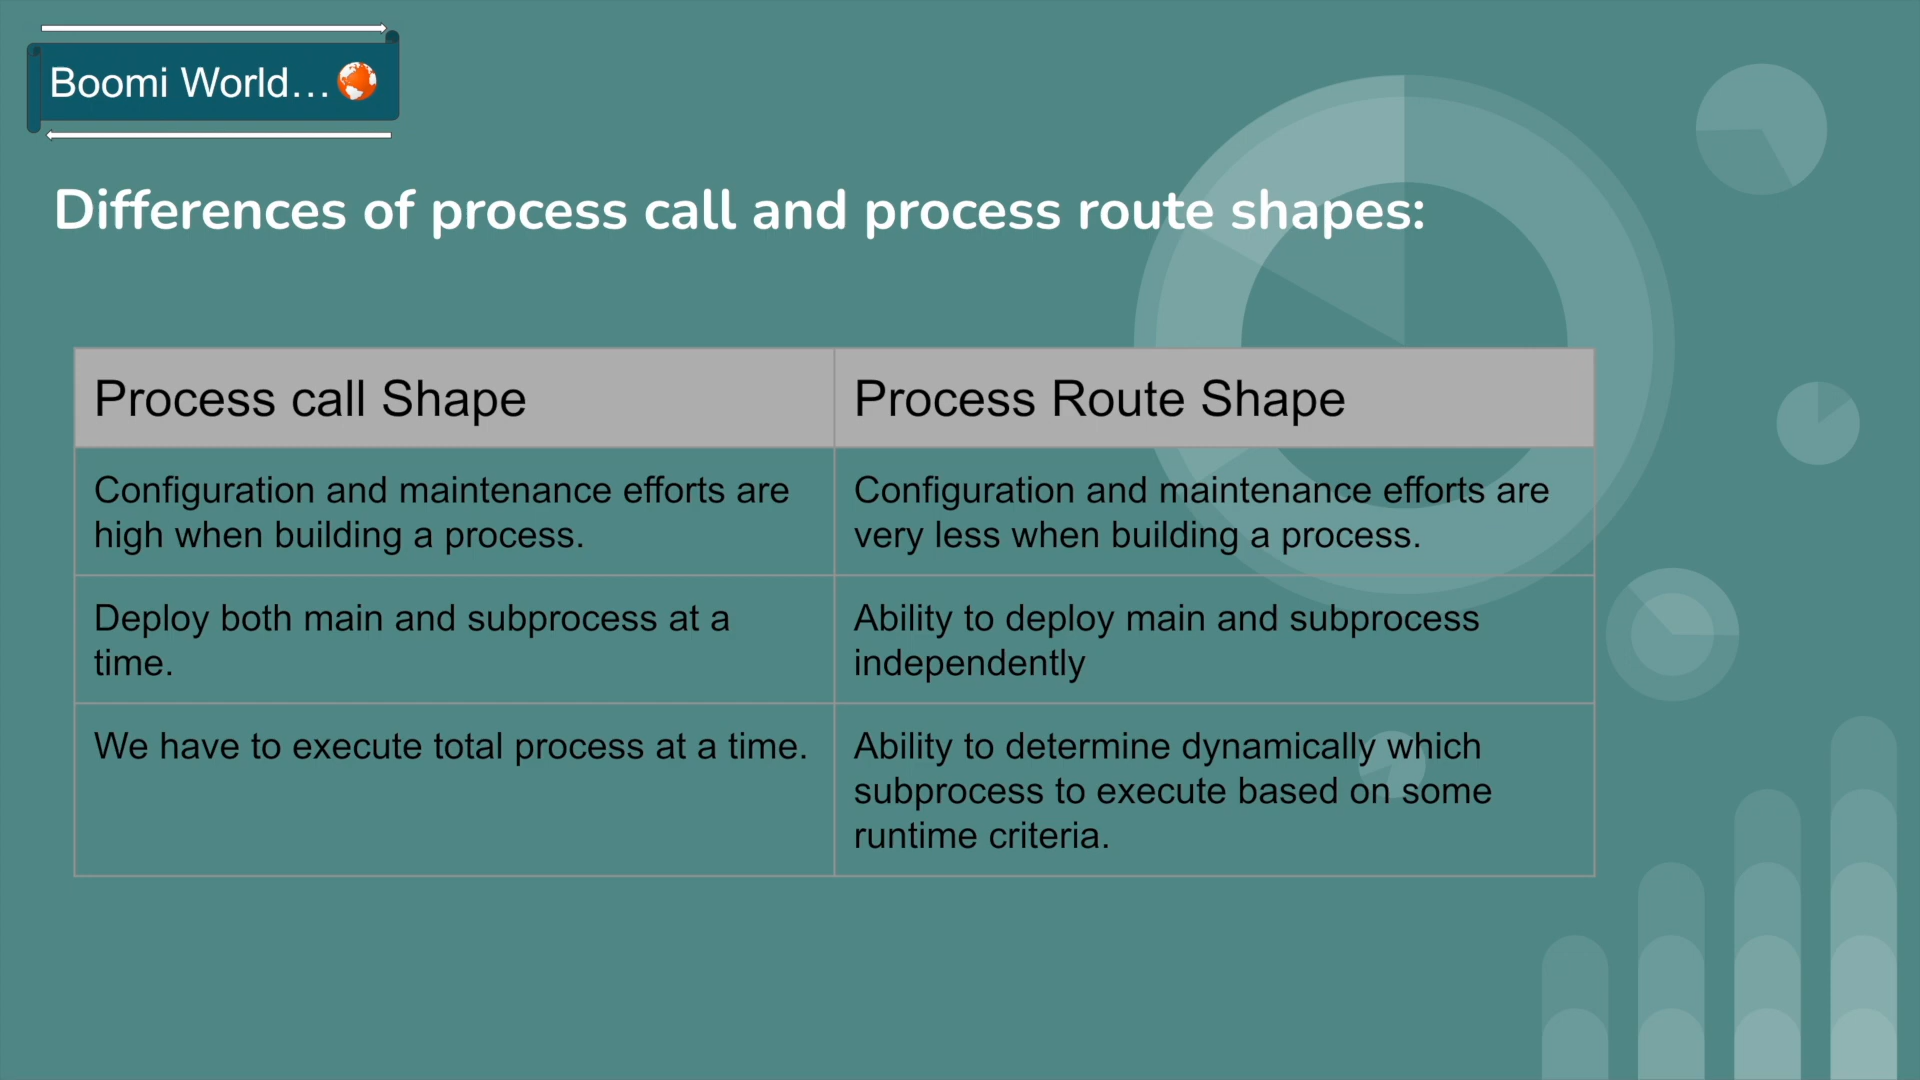 Boomi World...
Differences of process call and process route shapes:
Process call Shape
Process Route Shape
Configuration and maintenance efforts are
high when building a process.
Configuration and maintenance efforts are
very less when building a process.
Deploy both main and subprocess at a
time.
Ability to deploy main and subprocess
independently
We have to execute total process at a time.
Ability to determine dynamically which
subprocess to execute based on some
runtime criteria.